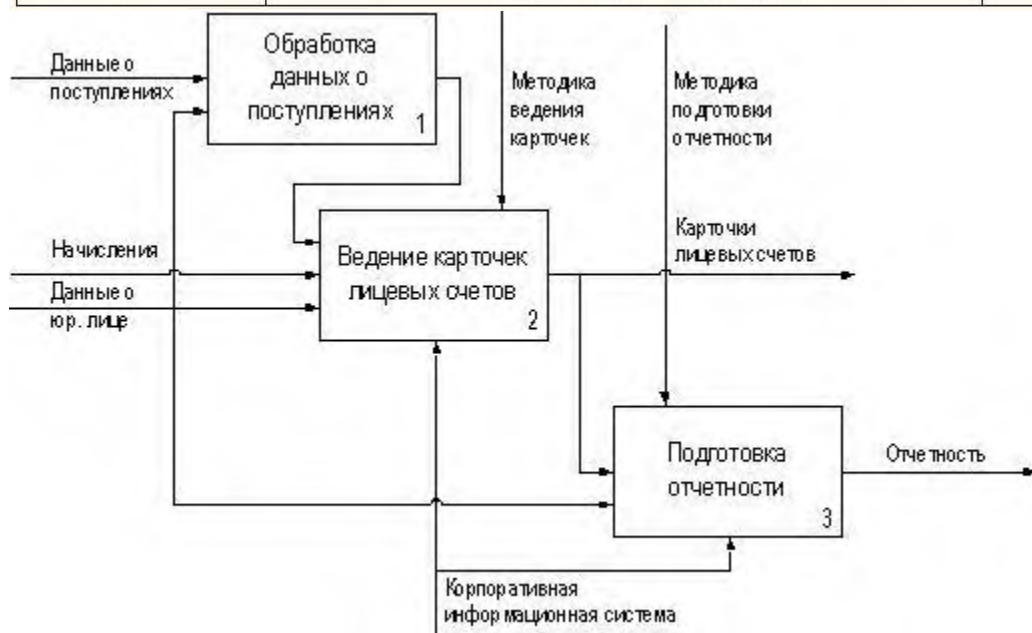 Обработка
данных о
поступлениях
1
Данные о
поступлениях
Методика
ведения
карточек
Методика
подготовки
отчетности
Начисления
Данные о
юр. лице
Ведение карточек
лицевых счетов
2
Карточки
лицевых счетов
Подготовка
отчетности
3
Отчетность
Корпоративная
информационная система